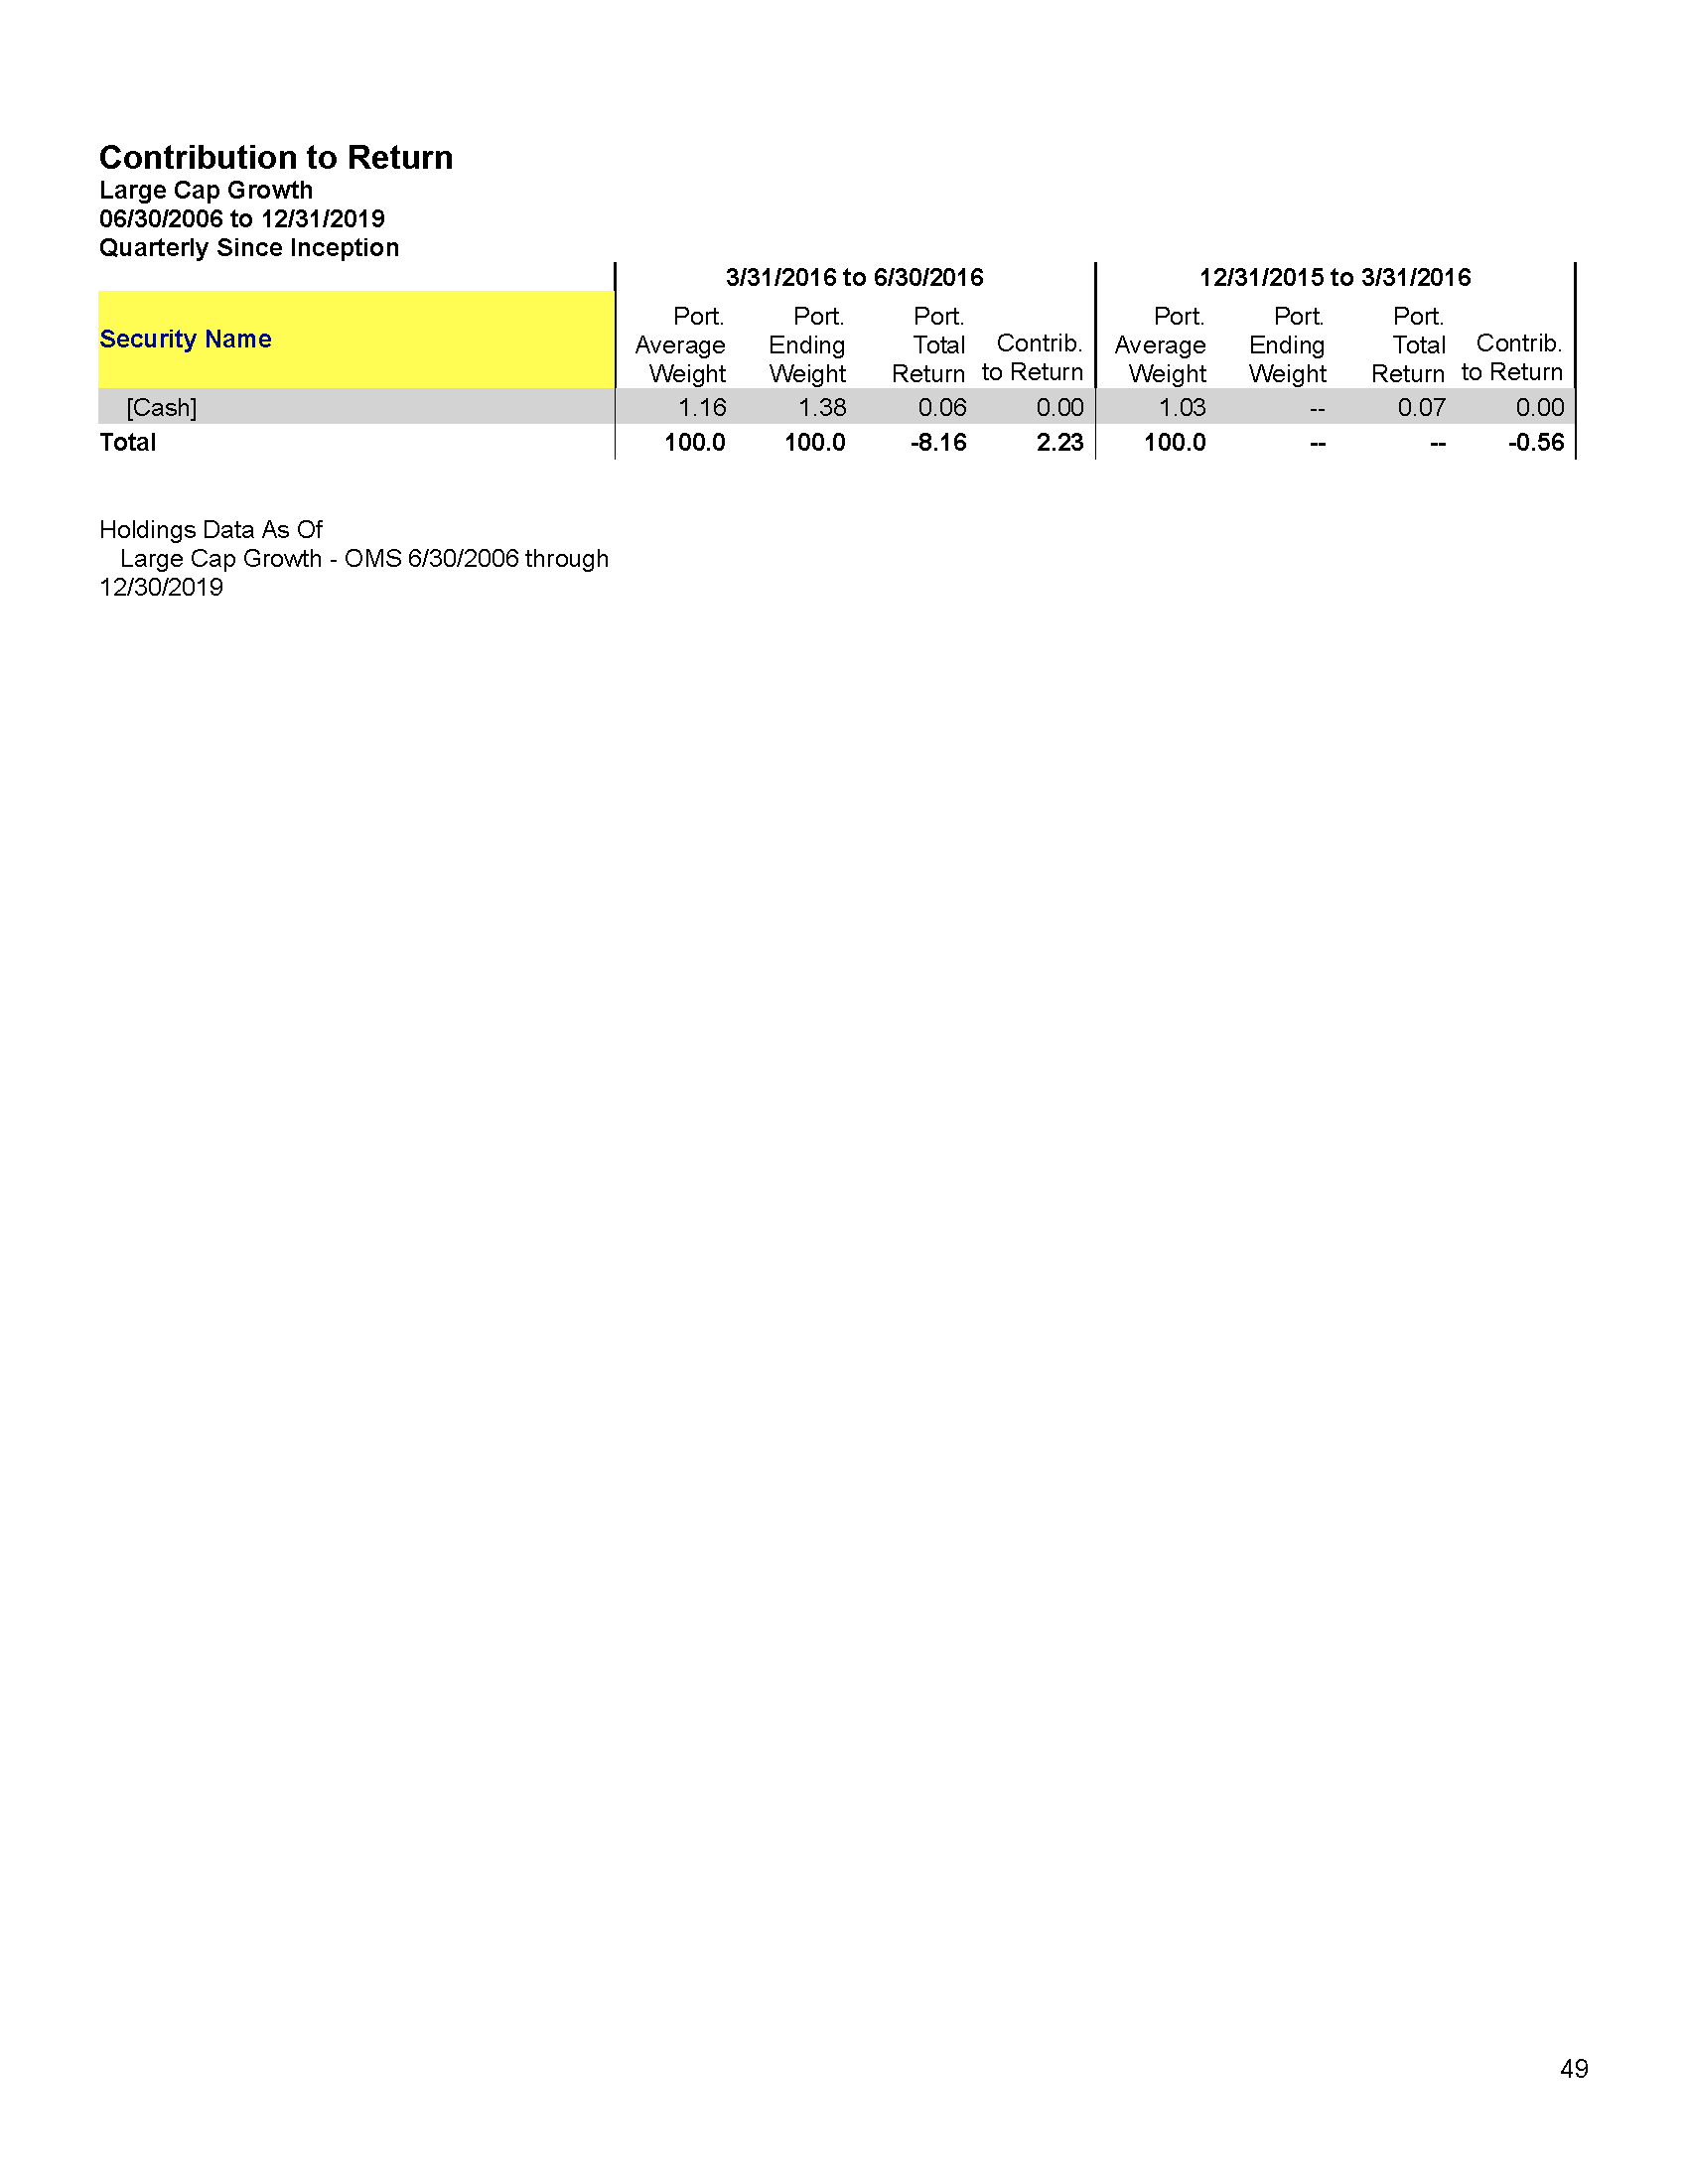 Contribution to Return
Large Cap Growth
06/30/2006 to 12/31/2019
Quarterly Since Inception
3/31/2016 to 6/30/2016 12/31/2015 to 3/31/2016
Security Name
Port. Average Weight Port. Ending Weight Port. Total Return Contrib. to Return Port. Average Weight Port. Ending Weight Port. Total Return Contrib. to Return
[Cash] 1.16 1.38 0.06 0.00 1.03 -- 0.07 0.00
Total 100.0 100.0 -8.16 2.23 100.0 -- -- -0.56
Holdings Data As Of
Large Cap Growth - OMS 6/30/2006 through
12/30/2019
49